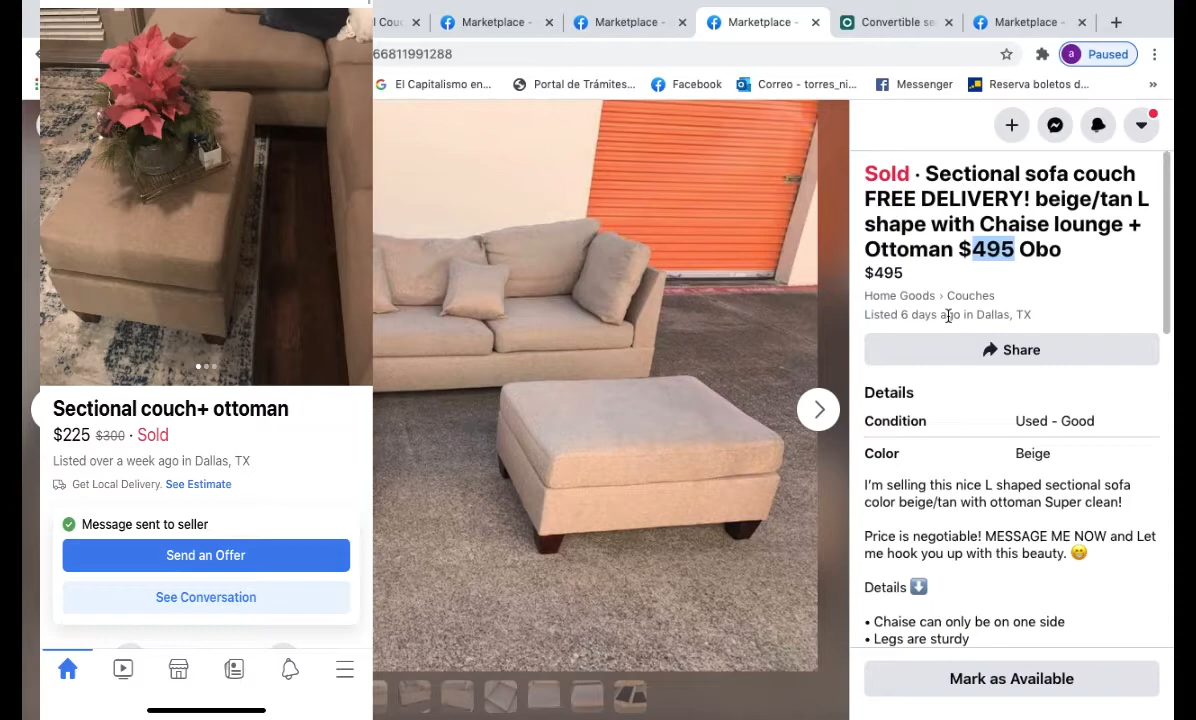 Marketplace -
Marketplace -
Marketplace -
Convertible se
Marketplace -
66811991288
Paused
El Capitalismo en...
Portal de Trámites...
Facebook
Correo - torres_ni...
Messenger
Reserva boletos d...
Sold · Sectional sofa couch
FREE DELIVERY! beige/tan L
shape with Chaise lounge +
Ottoman $495 Obo
$495
Home Goods › Couches
Listed 6 days ago in Dallas, TX
Share
Details
Condition Used - Good
Color Beige
I'm selling this nice L shaped sectional sofa
color beige/tan with ottoman Super clean!
Price is negotiable! MESSAGE ME NOW and Let
me hook you up with this beauty. 😁
Details ⬇️
• Chaise can only be on one side
• Legs are sturdy
Mark as Available
Sectional couch+ ottoman
$225 $300 · Sold
Listed over a week ago in Dallas, TX
Get Local Delivery. See Estimate
Message sent to seller
Send an Offer
See Conversation